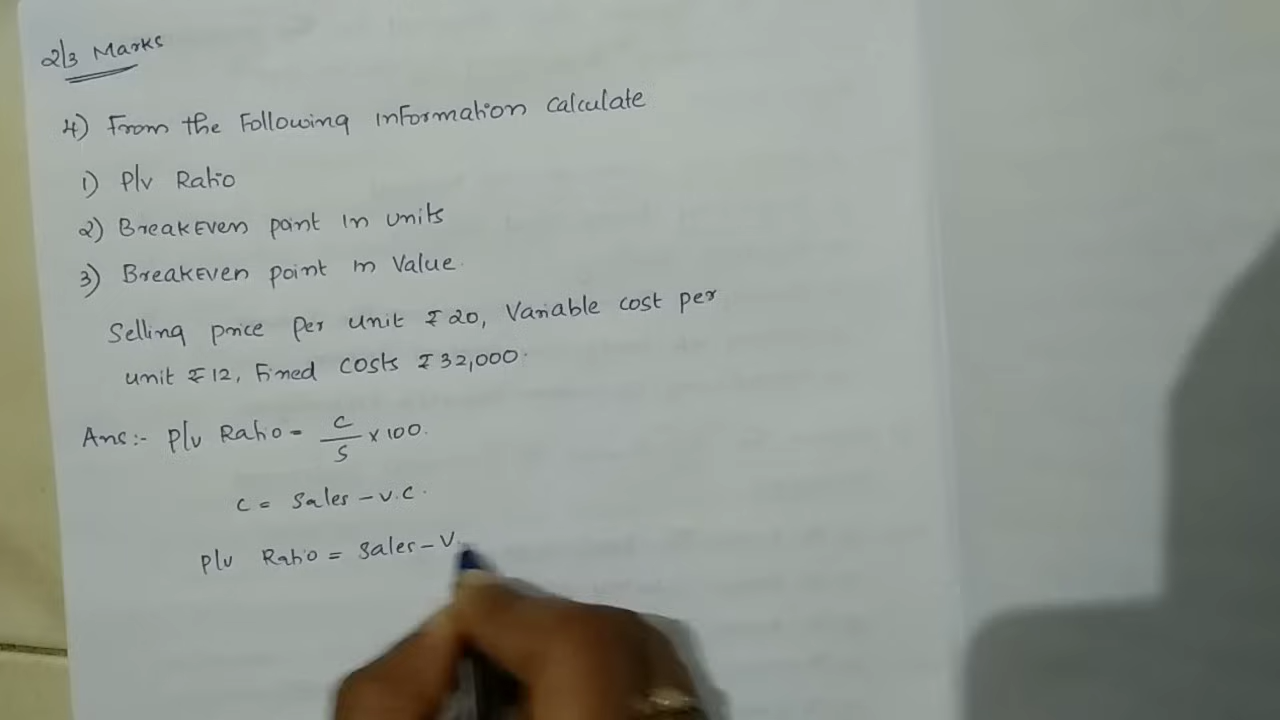 2/3 Marks
4) From the Following information calculate
1) P/v Ratio
2) BreakEven point in units
3) BreakEven point in Value.
Selling price Per unit ₹20, Variable cost per
unit ₹12, Fixed costs ₹32,000.
Ans:- P/v Ratio = C/S x 100.
C = Sales - V.C.
P/v Ratio = Sales - V.